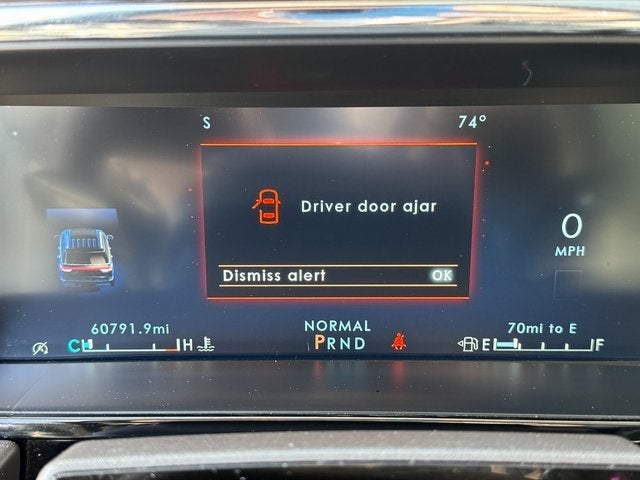 S
74°
Driver door ajar
0
MPH
Dismiss alert OK
60791.9mi
NORMAL
70mi to E
C H
PRND
E F